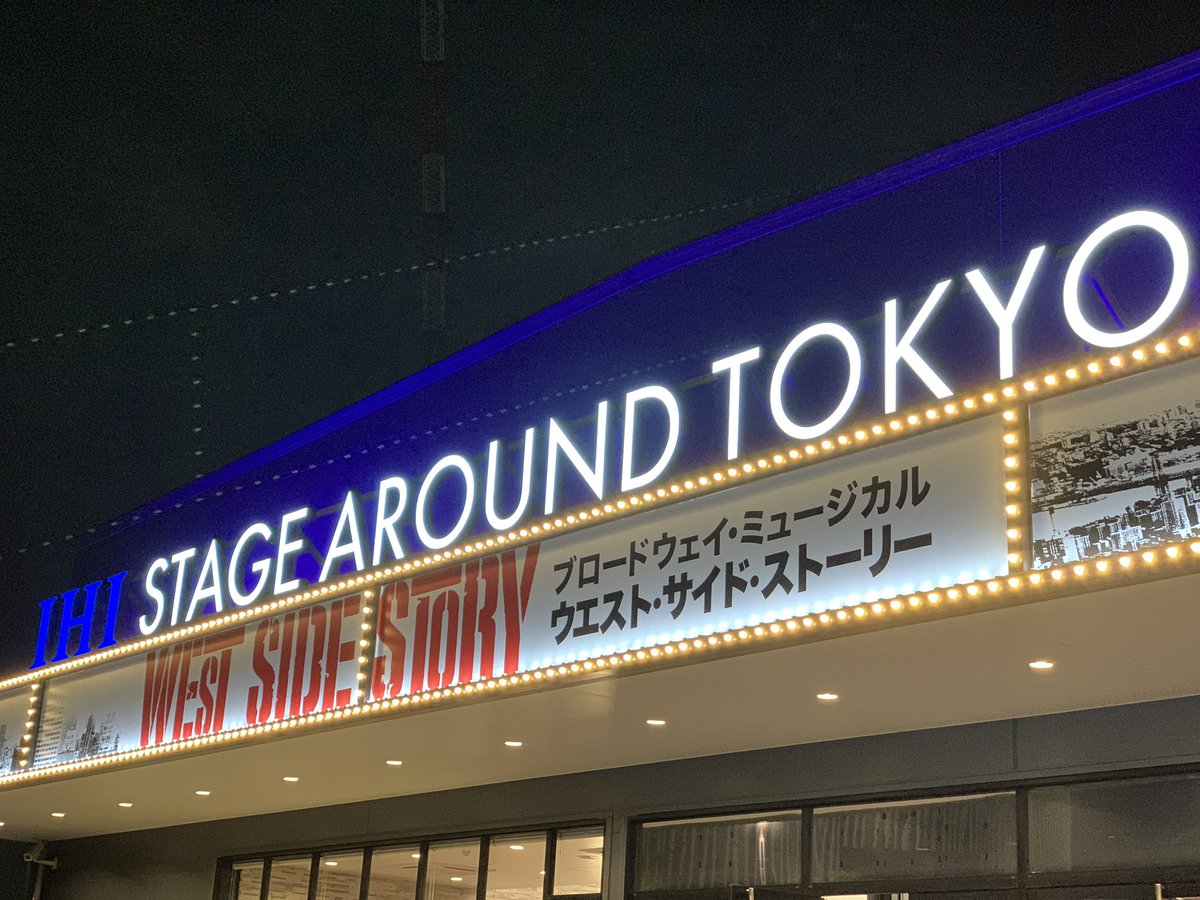 IHI STAGE AROUND TOKYO
WEST SIDE STORY
ブロードウェイ・ミュージカル
ウエスト・サイド・ストーリー